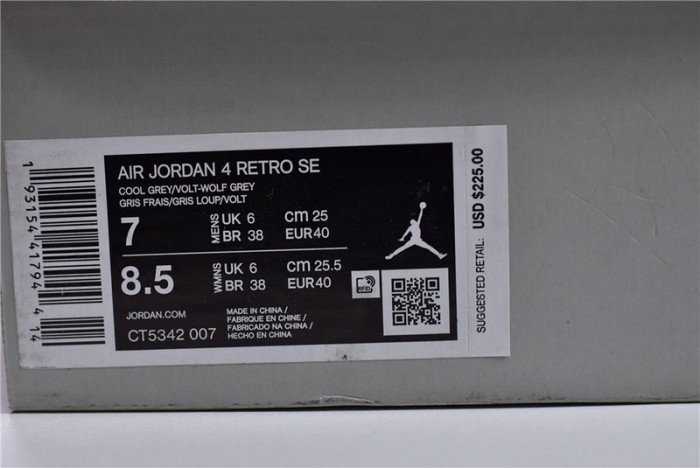 AIR JORDAN 4 RETRO SE
COOL GREY/VOLT-WOLF GREY
GRIS FRAIS/GRIS LOUP/VOLT
7 MENS UK 6 cm 25
BR 38 EUR40
8.5 WMNS UK 6 cm 25.5
BR 38 EUR40
RFID
JORDAN.COM
CT5342 007
MADE IN CHINA/
FABRIQUE EN CHINE /
FABRICADO NA CHINA/
HECHO EN CHINA
1 93154 41794 4 14
SUGGESTED RETAIL: USD $225.00